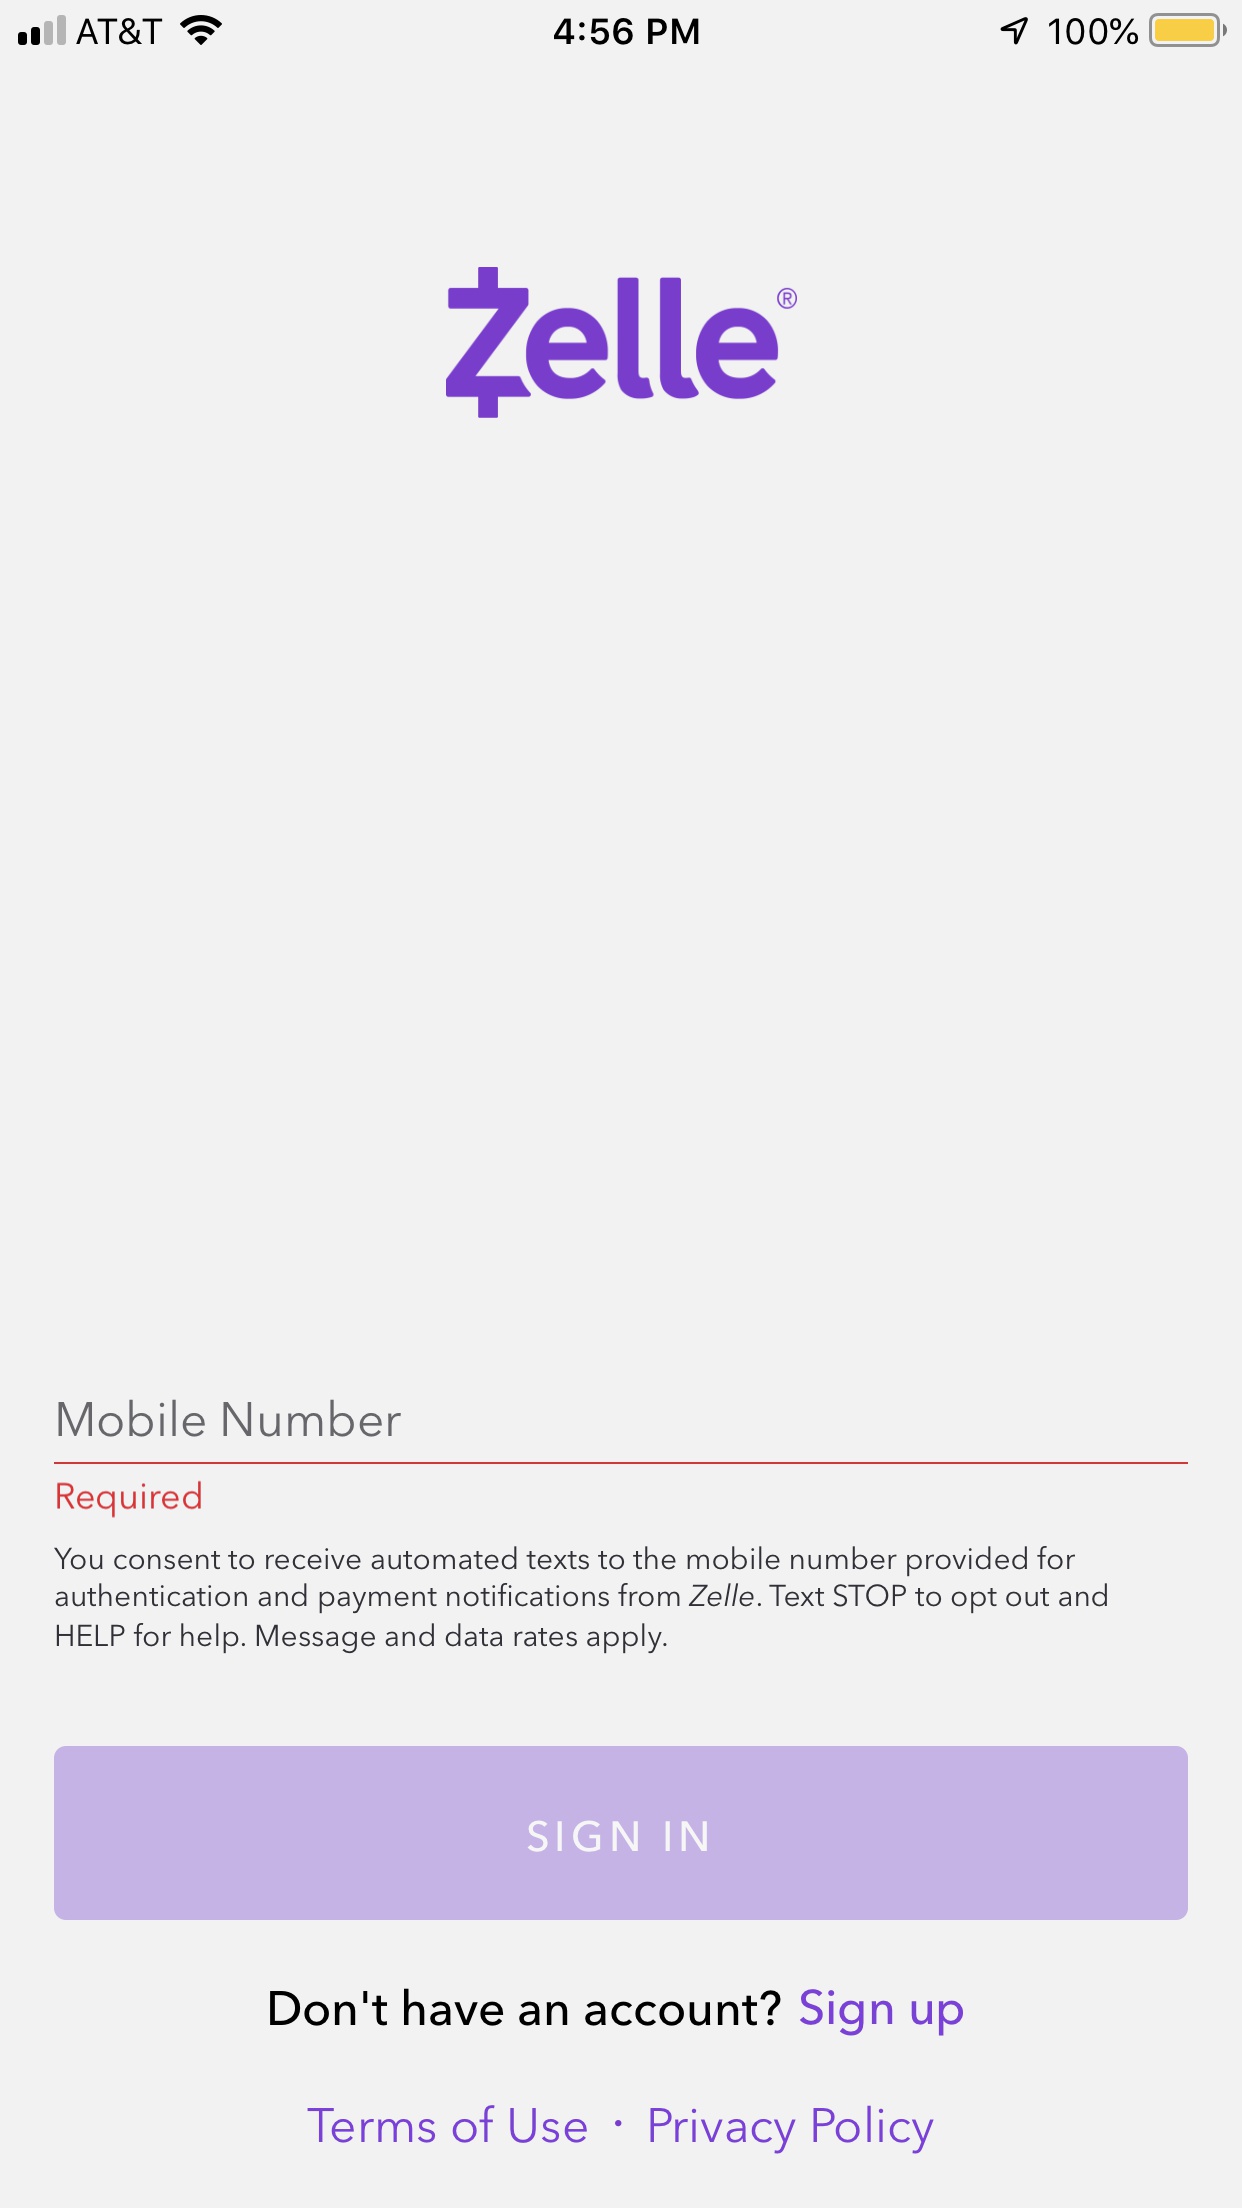 AT&T 4:56 PM 100%
Zelle®
Mobile Number
Required
You consent to receive automated texts to the mobile number provided for
authentication and payment notifications from Zelle. Text STOP to opt out and
HELP for help. Message and data rates apply.
SIGN IN
Don't have an account? Sign up
Terms of Use · Privacy Policy